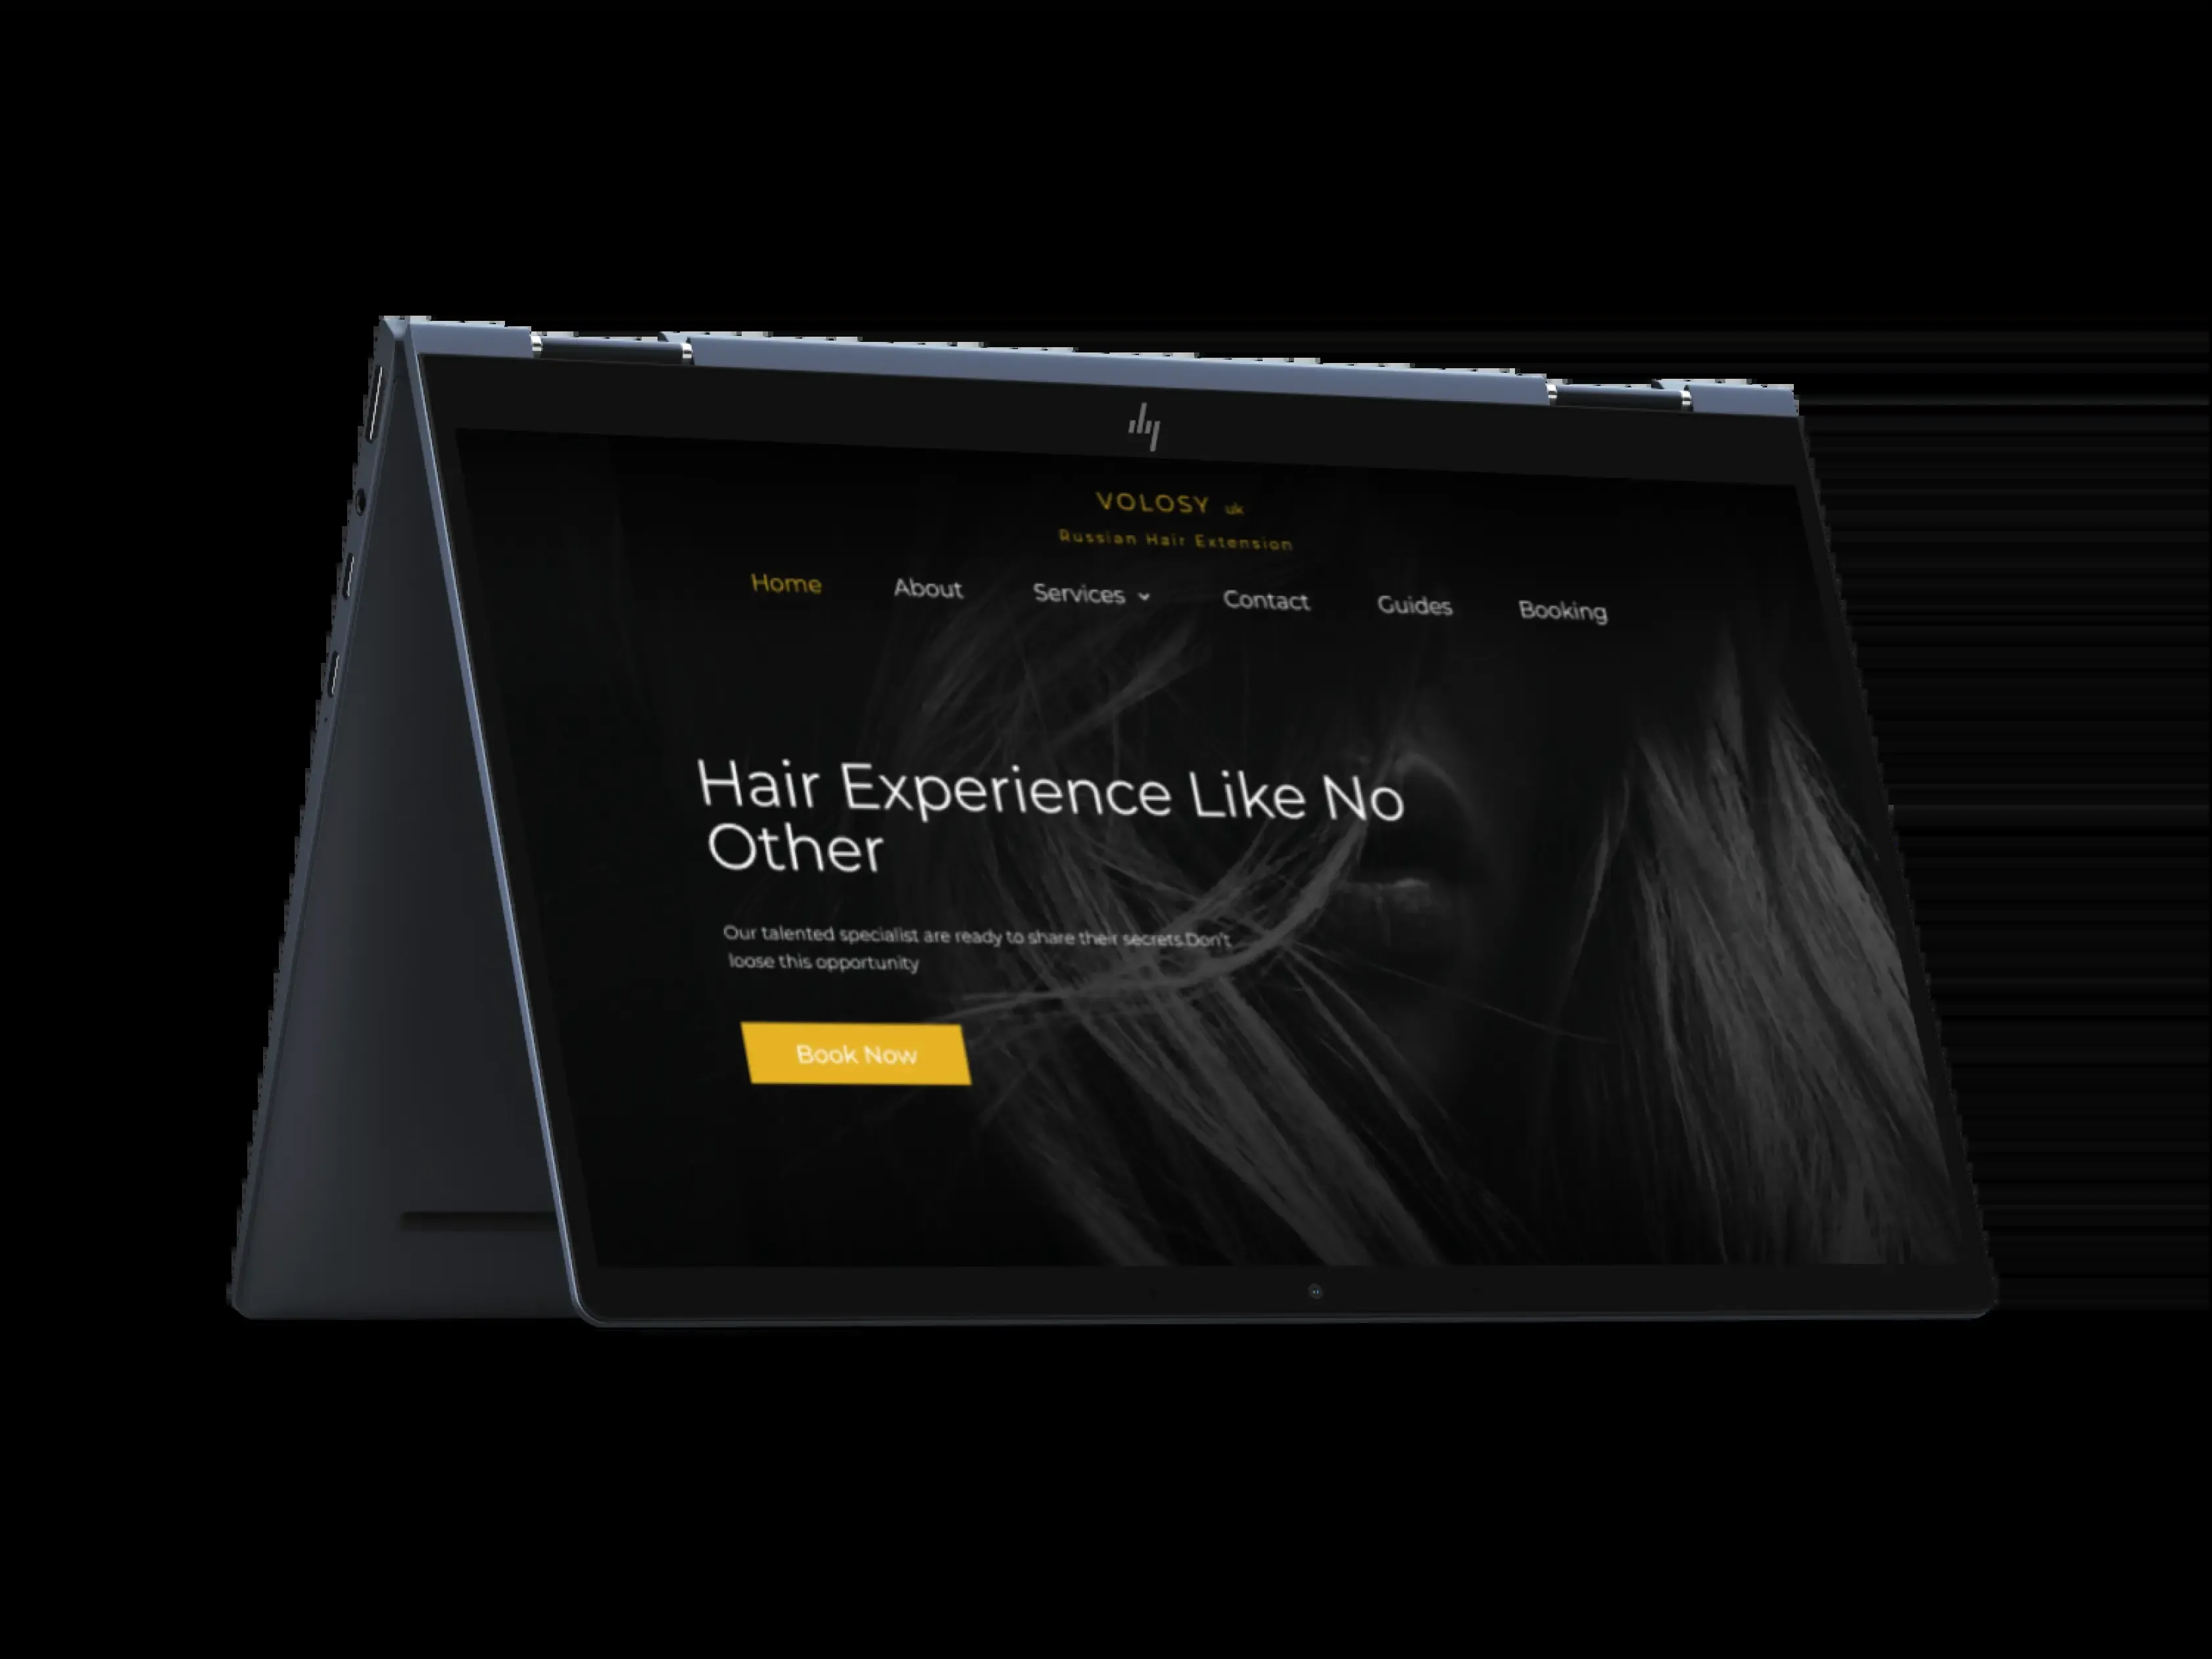 hp
VOLOSY uk
Russian Hair Extension
Home About Services Contact Guides Booking
Hair Experience Like No
Other
Our talented specialist are ready to share their secrets.Don't
loose this opportunity
Book Now